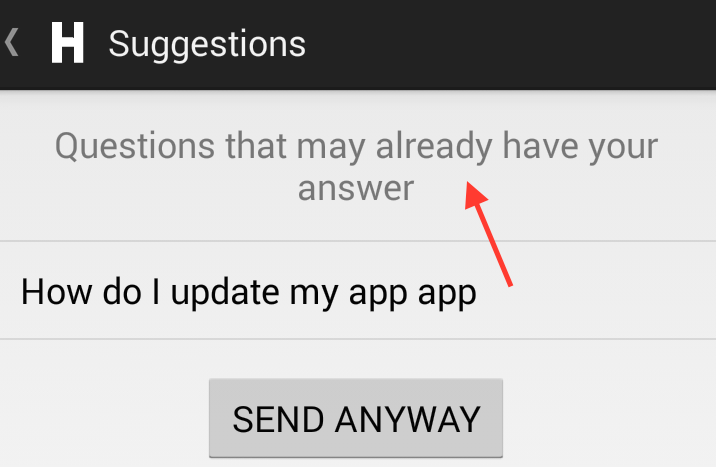 H Suggestions
Questions that may already have your
answer
How do I update my app app
SEND ANYWAY